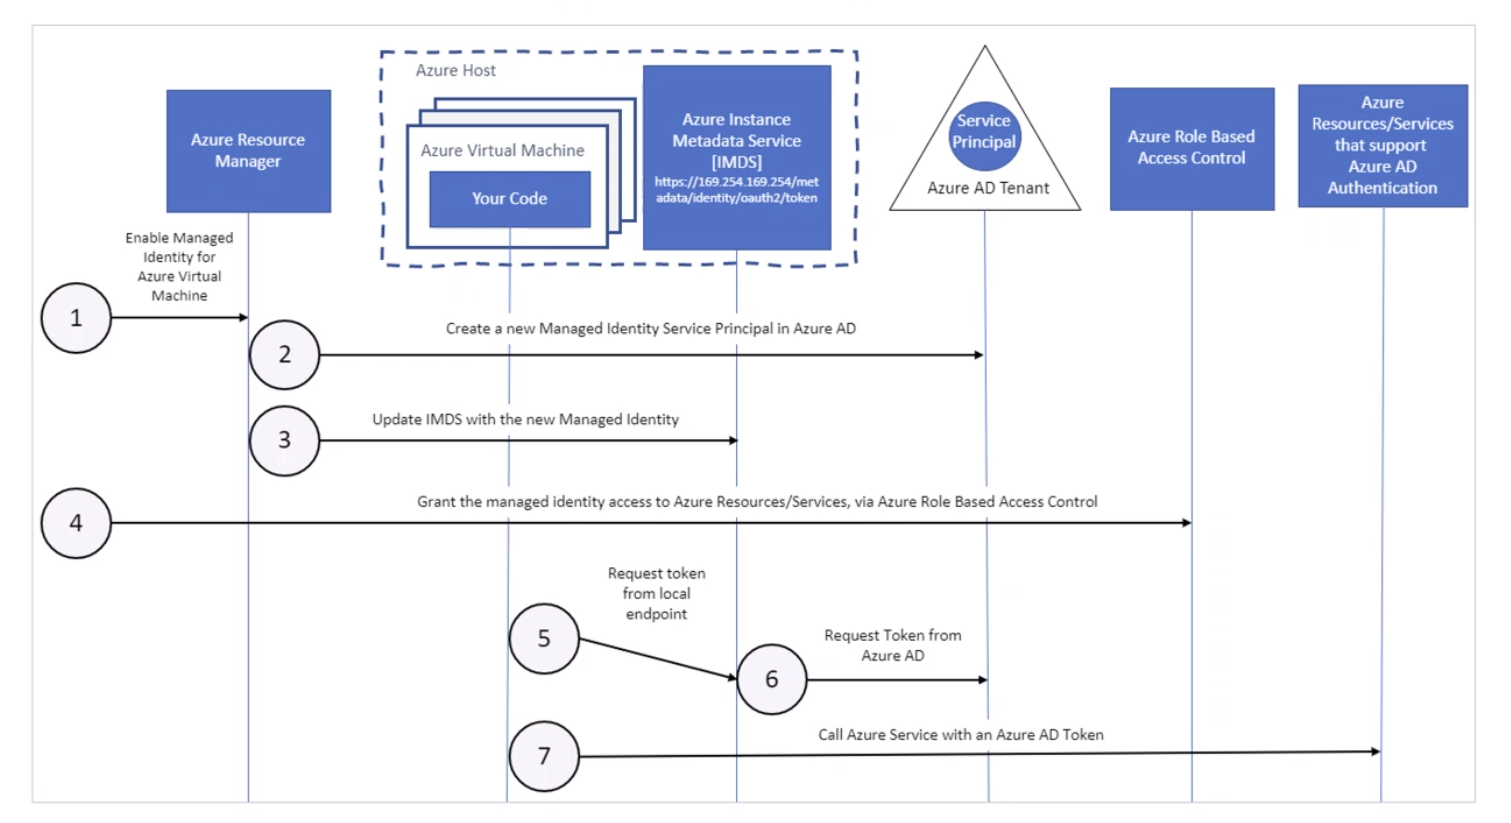 Azure Host
Azure Resource
Manager
Azure Virtual Machine
Your Code
Azure Instance
Metadata Service
[IMDS]
https://169.254.169.254/met
adata/identity/oauth2/token
Service
Principal
Azure AD Tenant
Azure Role Based
Access Control
Azure
Resources/Services
that support
Azure AD
Authentication
Enable Managed
Identity for
Azure Virtual
Machine
1
2
Create a new Managed Identity Service Principal in Azure AD
3
Update IMDS with the new Managed Identity
4
Grant the managed identity access to Azure Resources/Services, via Azure Role Based Access Control
5
Request token
from local
endpoint
6
Request Token from
Azure AD
7
Call Azure Service with an Azure AD Token